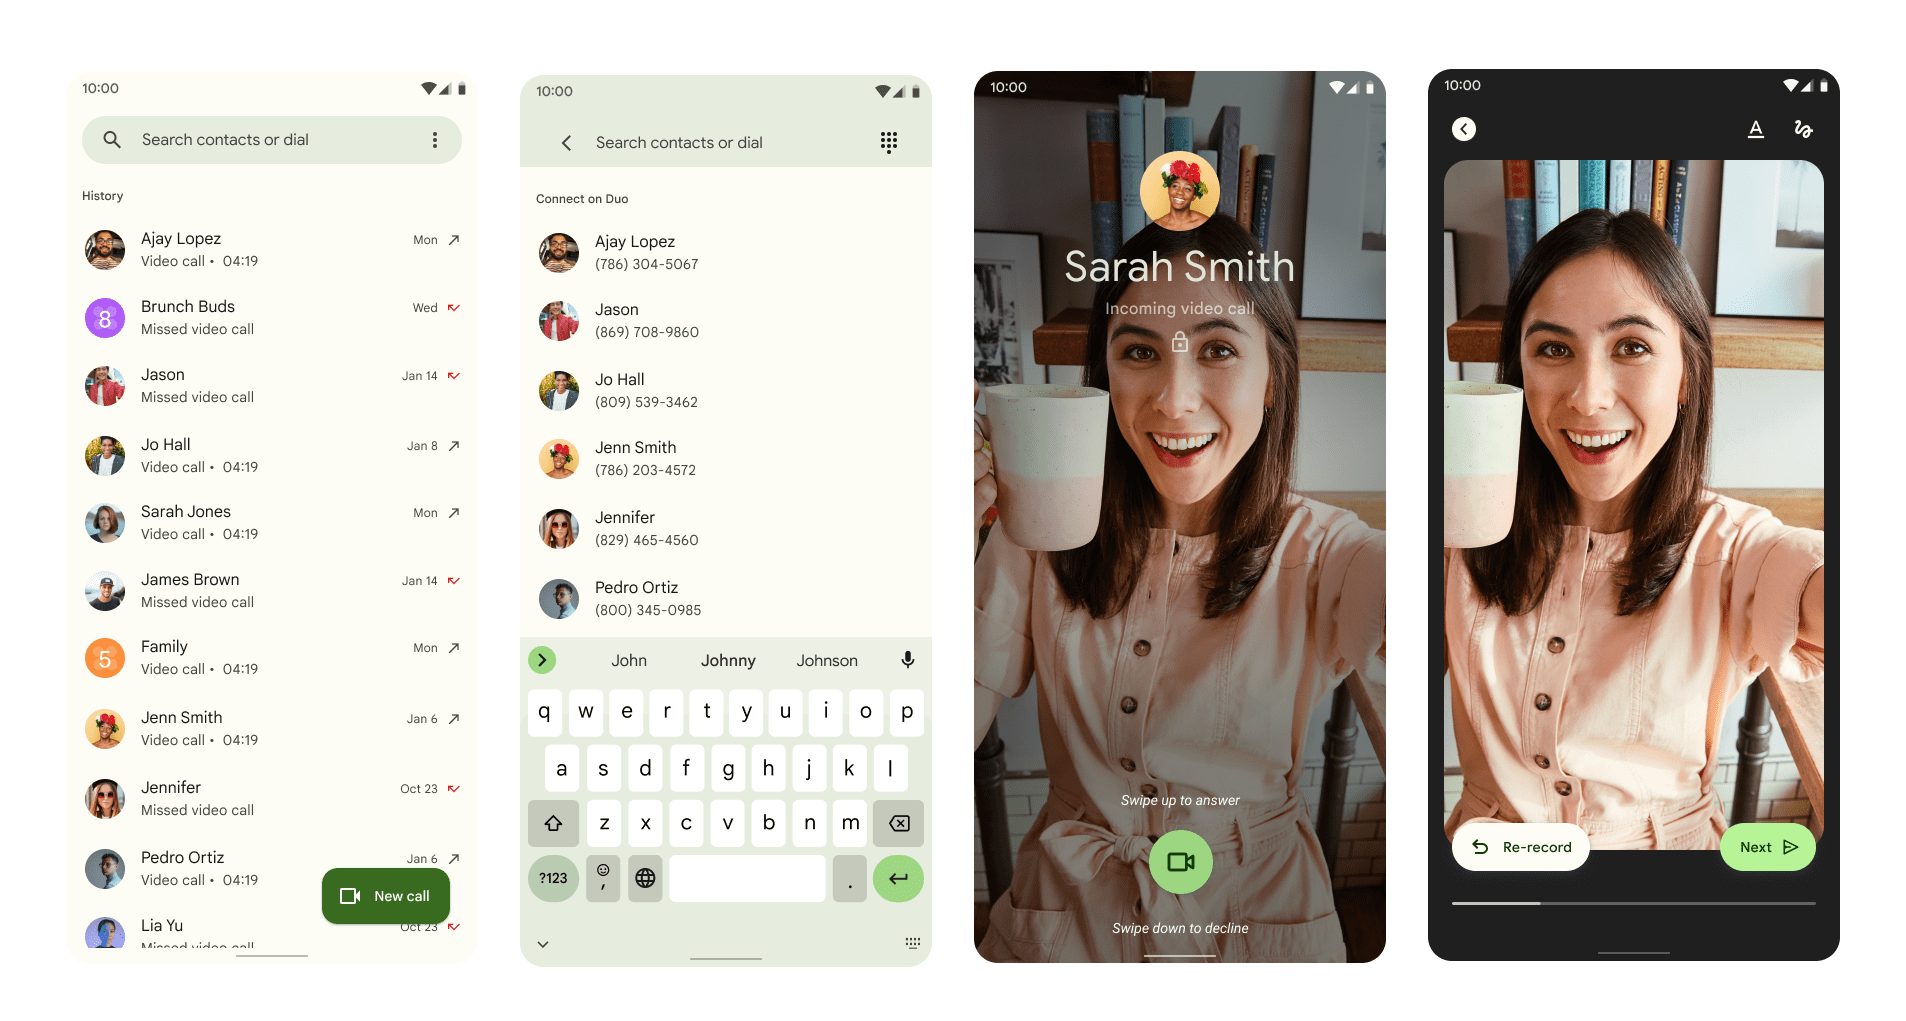 10:00
Search contacts or dial
History
Ajay Lopez
Mon
Video call • 04:19
8
Brunch Buds
Wed
Missed video call
Jason
Jan 14
Missed video call
Jo Hall
Jan 8
Video call • 04:19
Sarah Jones
Mon
Video call • 04:19
James Brown
Jan 14
Missed video call
5
Family
Mon
Video call • 04:19
Jenn Smith
Jan 6
Video call • 04:19
Jennifer
Oct 23
Missed video call
Pedro Ortiz
Jan 6
Video call • 04:19
New call
Lia Yu
Oct 23
Missed video call
10:00
Search contacts or dial
Connect on Duo
Ajay Lopez
(786) 304-5067
Jason
(869) 708-9860
Jo Hall
(809) 539-3462
Jenn Smith
(786) 203-4572
Jennifer
(829) 465-4560
Pedro Ortiz
(800) 345-0985
John Johnny Johnson
q w e r t y u i o p
a s d f g h j k l
z x c v b n m
?123 , .
10:00
Sarah Smith
Incoming video call
Swipe up to answer
Swipe down to decline
10:00
A
Re-record
Next